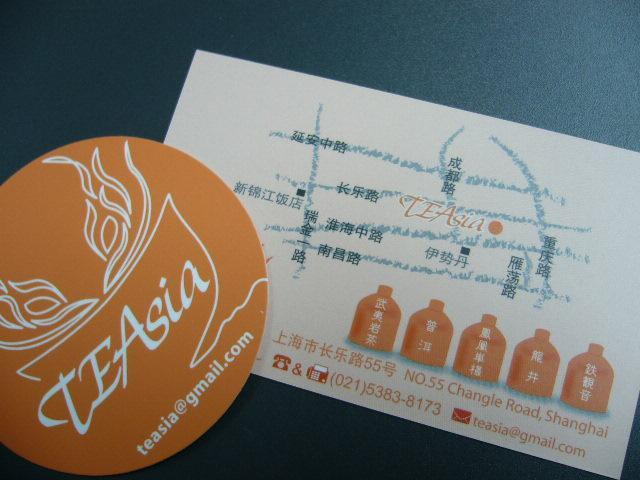 TEAsia
teasia@gmail.com
延安中路
成都路
新锦江饭店
长乐路
TEAsia
瑞金一路
淮海中路
重庆路
南昌路
伊势丹
雁荡路
武夷岩茶
普洱
鳳凰单欉
龍井
鉄観音
上海市长乐路55号 NO.55 Changle Road, Shanghai
& (021)5383-8173 teasia@gmail.com